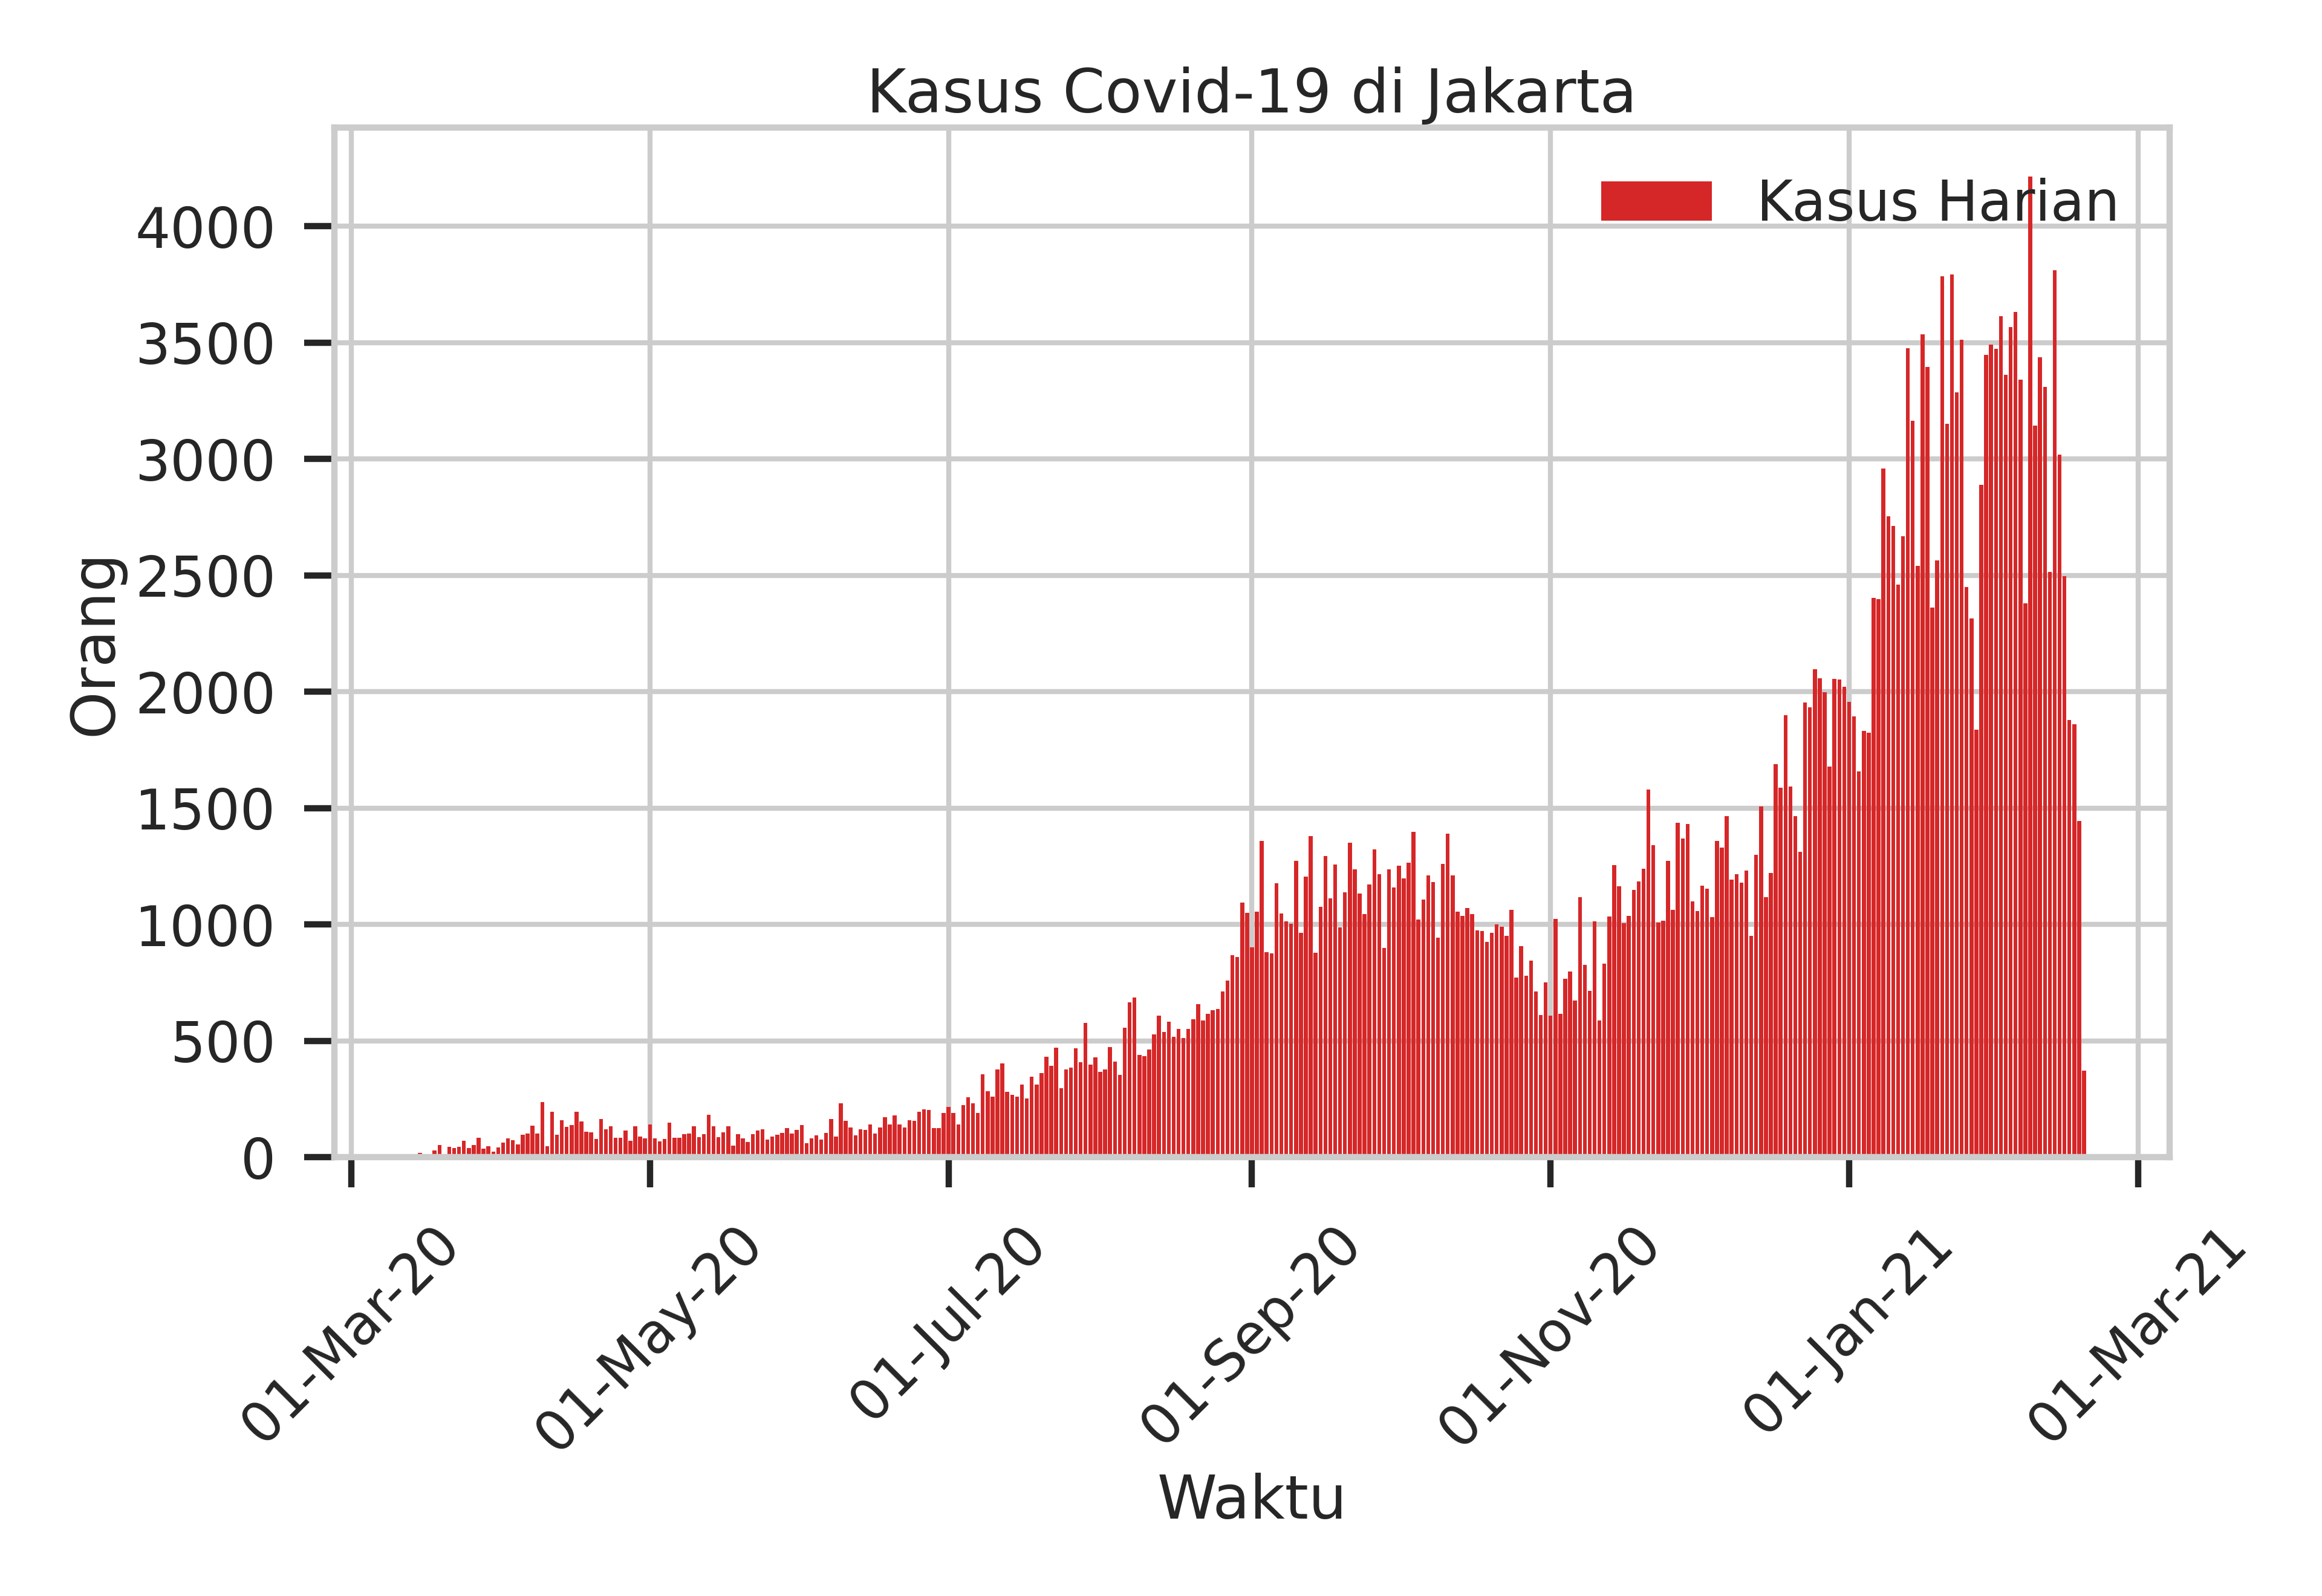 Kasus Covid-19 di Jakarta
Kasus Harian
4000
3500
3000
2500
2000
1500
1000
500
0
Orang
01-Mar-20
01-May-20
01-Jul-20
01-Sep-20
01-Nov-20
01-Jan-21
01-Mar-21
Waktu